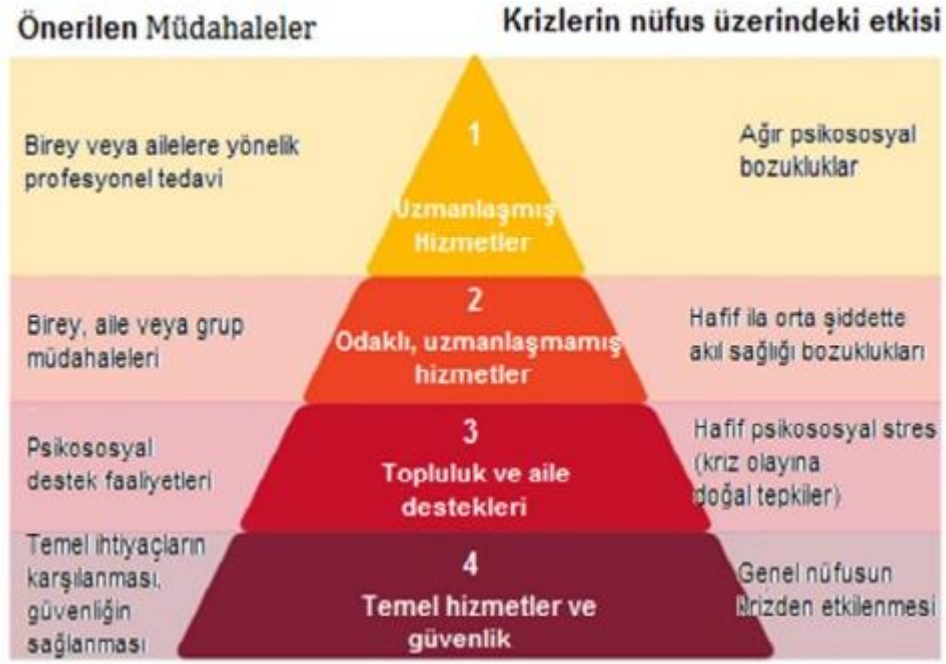 Önerilen Müdahaleler
Krizlerin nüfus üzerindeki etkisi
Birey veya ailelere yönelik
profesyonel tedavi
1
Uzmanlaşmış
Hizmetler
Ağır psikososyal
bozukluklar
Birey, aile veya grup
müdahaleleri
2
Odaklı, uzmanlaşmamış
hizmetler
Hafif ila orta şiddette
akıl sağlığı bozuklukları
Psikososyal
destek faaliyetleri
3
Topluluk ve aile
destekleri
Hafif psikososyal stres
(kriz olayına
doğal tepkiler)
Temel ihtiyaçların
karşılanması,
güvenliğin
sağlanması
4
Temel hizmetler ve
güvenlik
Genel nüfusun
krizden etkilenmesi